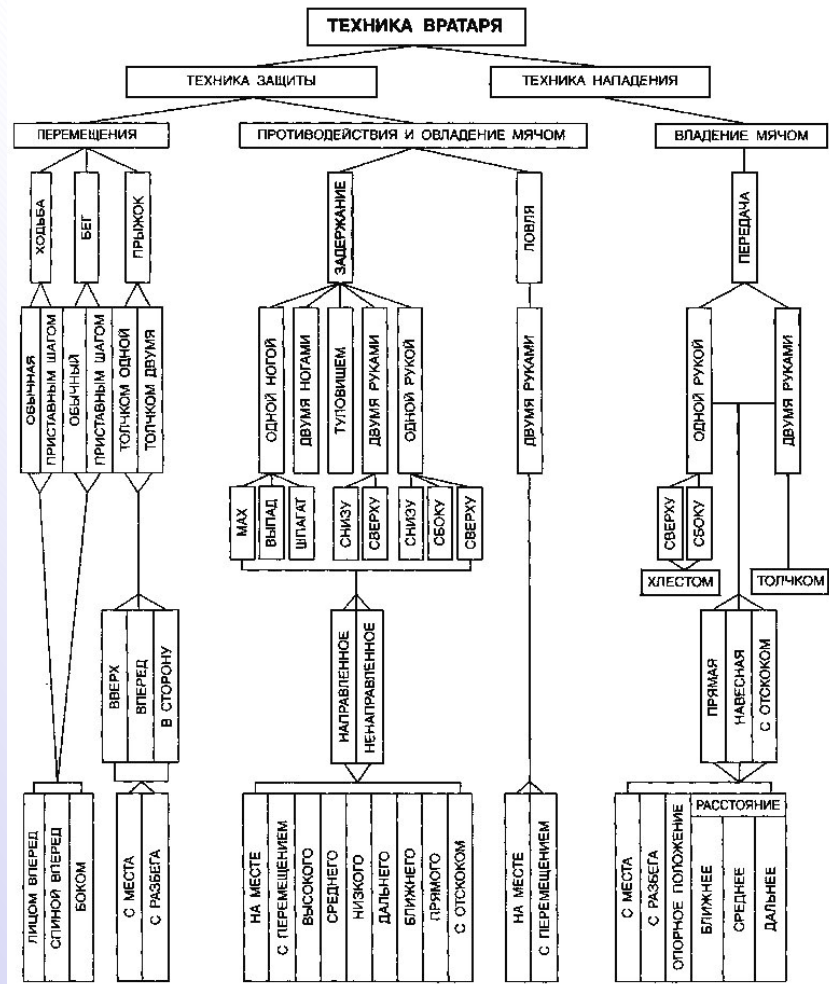 ТЕХНИКА ВРАТАРЯ
ТЕХНИКА ЗАЩИТЫ
ТЕХНИКА НАПАДЕНИЯ
ПЕРЕМЕЩЕНИЯ
ПРОТИВОДЕЙСТВИЯ И ОВЛАДЕНИЕ МЯЧОМ
ВЛАДЕНИЕ МЯЧОМ
ХОДЬБА
БЕГ
ПРЫЖОК
ЗАДЕРЖАНИЕ
ЛОВЛЯ
ПЕРЕДАЧА
ОБЫЧНАЯ
ПРИСТАВНЫМ ШАГОМ
ОБЫЧНЫЙ
ПРИСТАВНЫМ ШАГОМ
ТОЛЧКОМ ОДНОЙ
ТОЛЧКОМ ДВУМЯ
ОДНОЙ НОГОЙ
ДВУМЯ НОГАМИ
ТУЛОВИЩЕМ
ДВУМЯ РУКАМИ
ОДНОЙ РУКОЙ
ДВУМЯ РУКАМИ
ОДНОЙ РУКОЙ
ДВУМЯ РУКАМИ
МАХ
ВЫПАД
ШПАГАТ
СНИЗУ
СВЕРХУ
СНИЗУ
СБОКУ
СВЕРХУ
СВЕРХУ
СБОКУ
ХЛЕСТОМ
ТОЛЧКОМ
ВВЕРХ
ВПЕРЕД
В СТОРОНУ
НАПРАВЛЕННОЕ
НЕНАПРАВЛЕННОЕ
ПРЯМАЯ
НАВЕСНАЯ
С ОТСКОКОМ
ЛИЦОМ ВПЕРЕД
СПИНОЙ ВПЕРЕД
БОКОМ
С МЕСТА
С РАЗБЕГА
НА МЕСТЕ
С ПЕРЕМЕЩЕНИЕМ
ВЫСОКОГО
СРЕДНЕГО
НИЗКОГО
ДАЛЬНЕГО
БЛИЖНЕГО
ПРЯМОГО
С ОТСКОКОМ
НА МЕСТЕ
С ПЕРЕМЕЩЕНИЕМ
С МЕСТА
С РАЗБЕГА
ОПОРНОЕ ПОЛОЖЕНИЕ
РАССТОЯНИЕ
БЛИЖНЕЕ
СРЕДНЕЕ
ДАЛЬНЕЕ